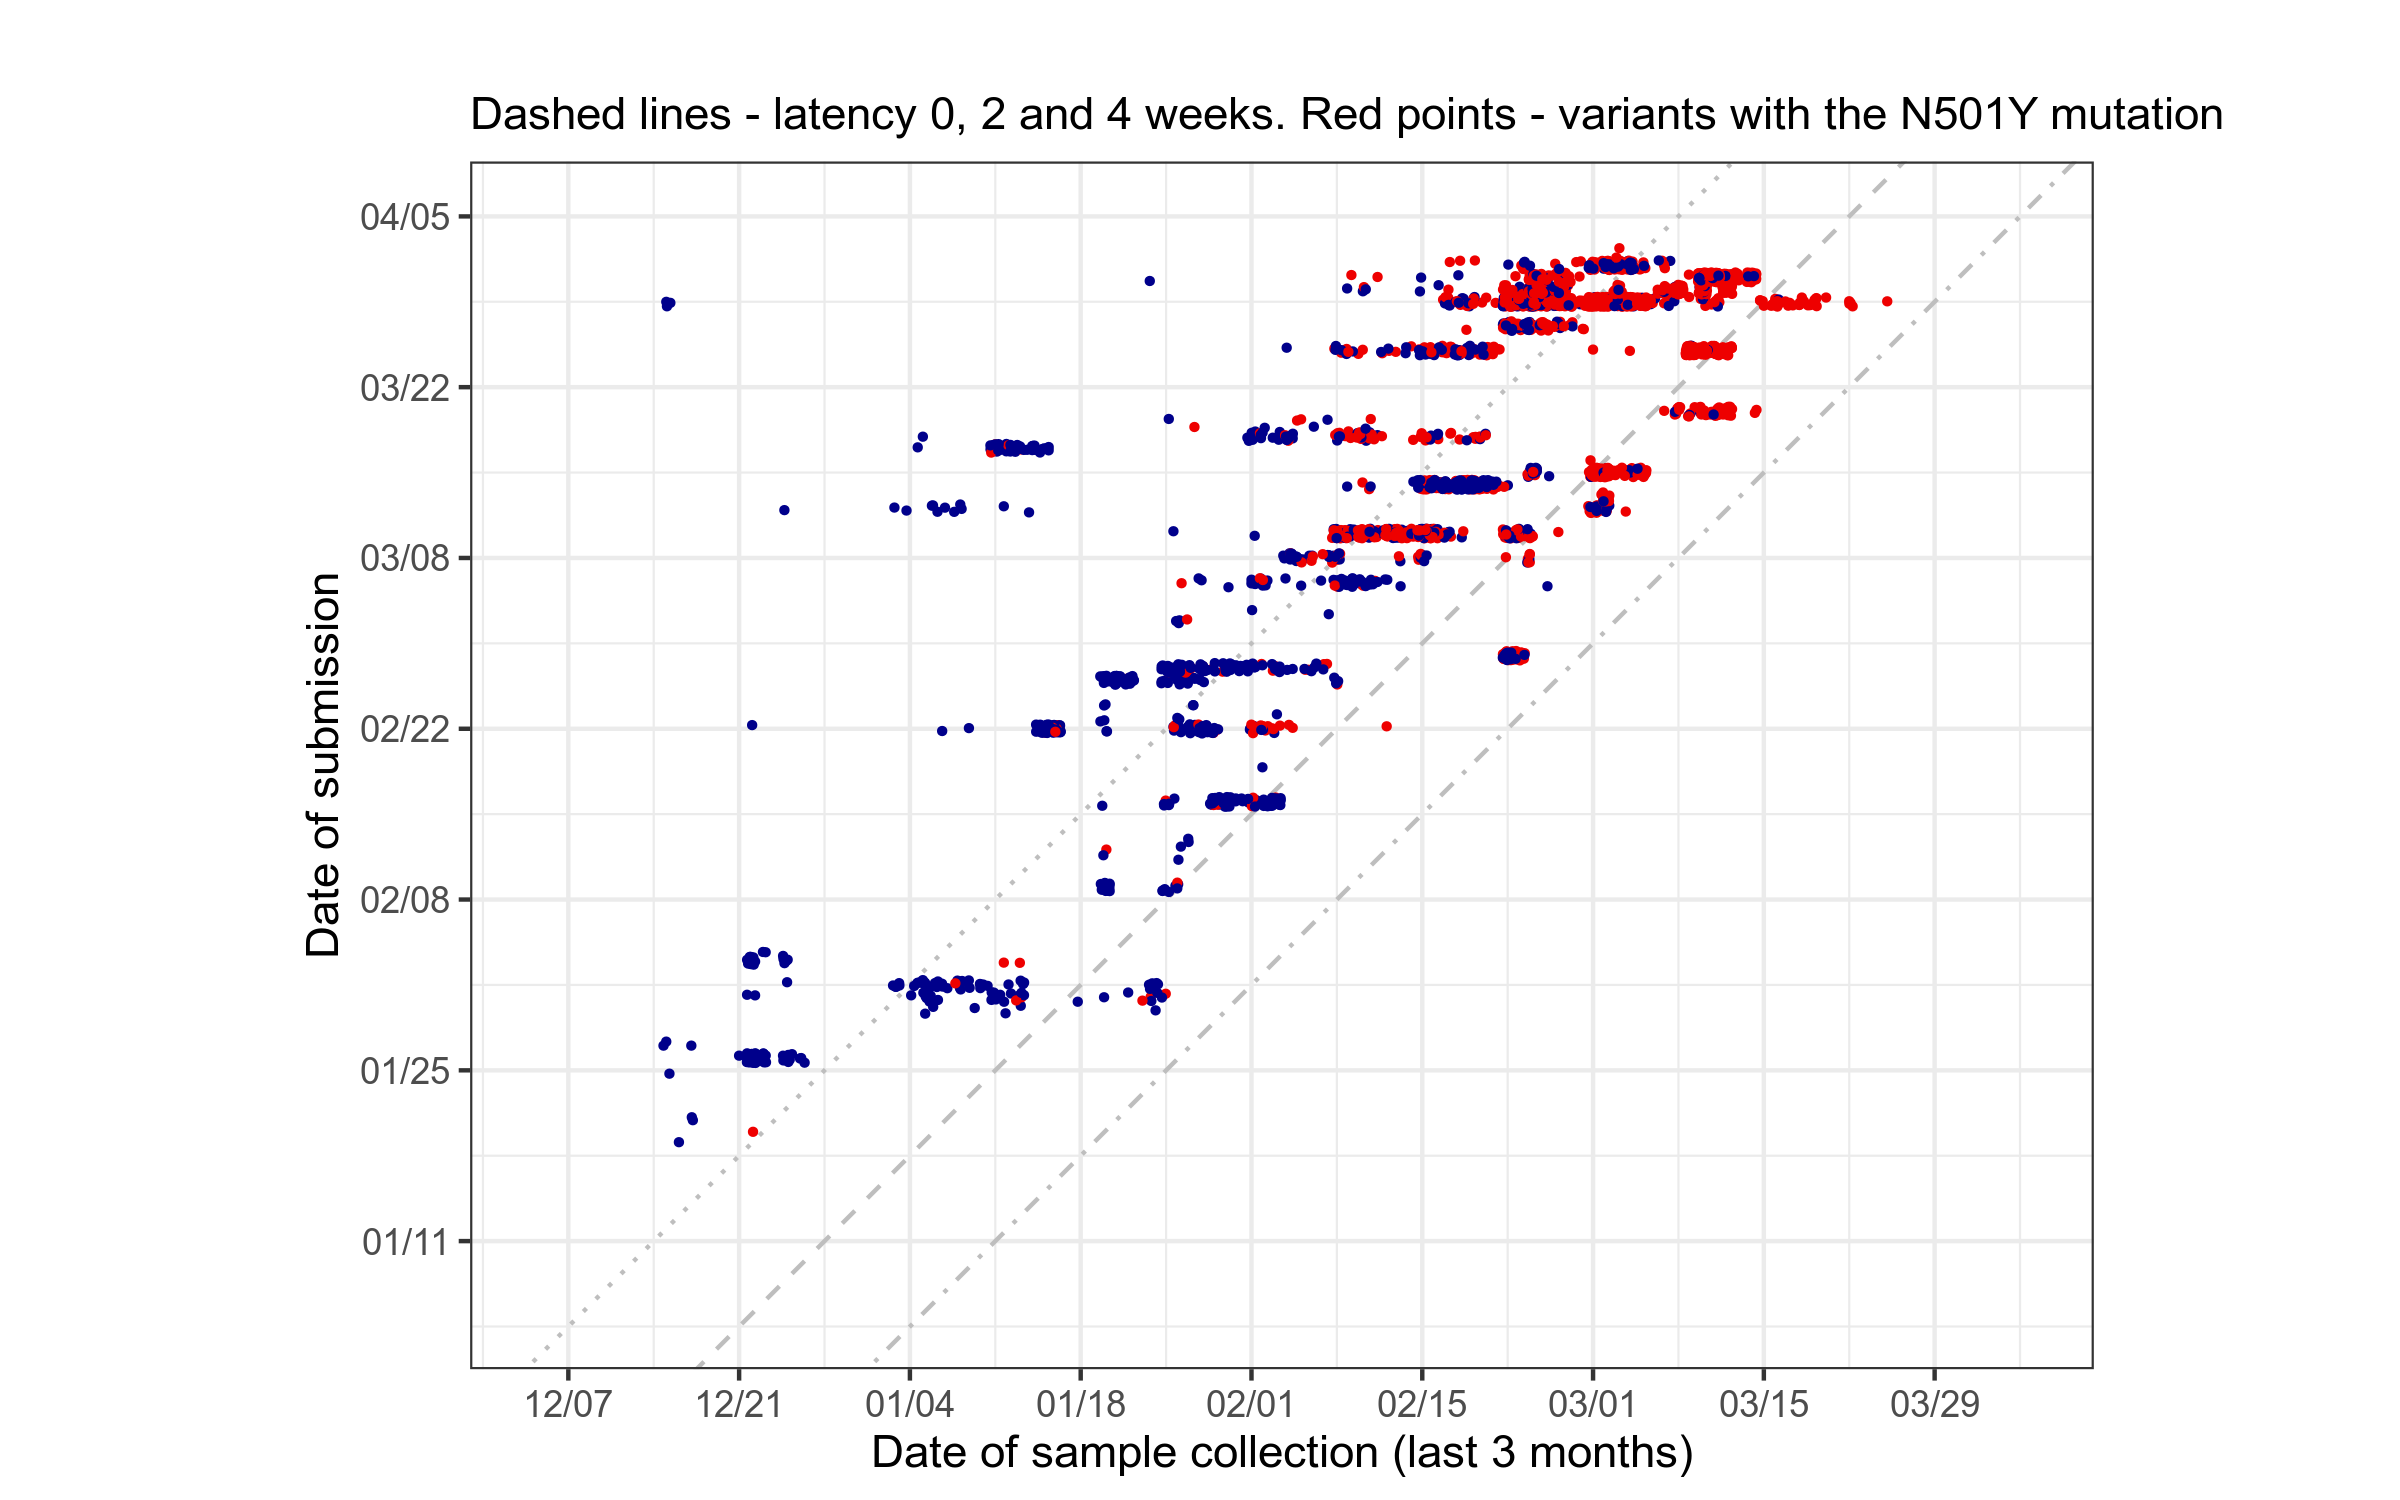 Dashed lines - latency 0, 2 and 4 weeks. Red points - variants with the N501Y mutation
Date of submission
04/05
03/22
03/08
02/22
02/08
01/25
01/11
12/07 12/21 01/04 01/18 02/01 02/15 03/01 03/15 03/29
Date of sample collection (last 3 months)